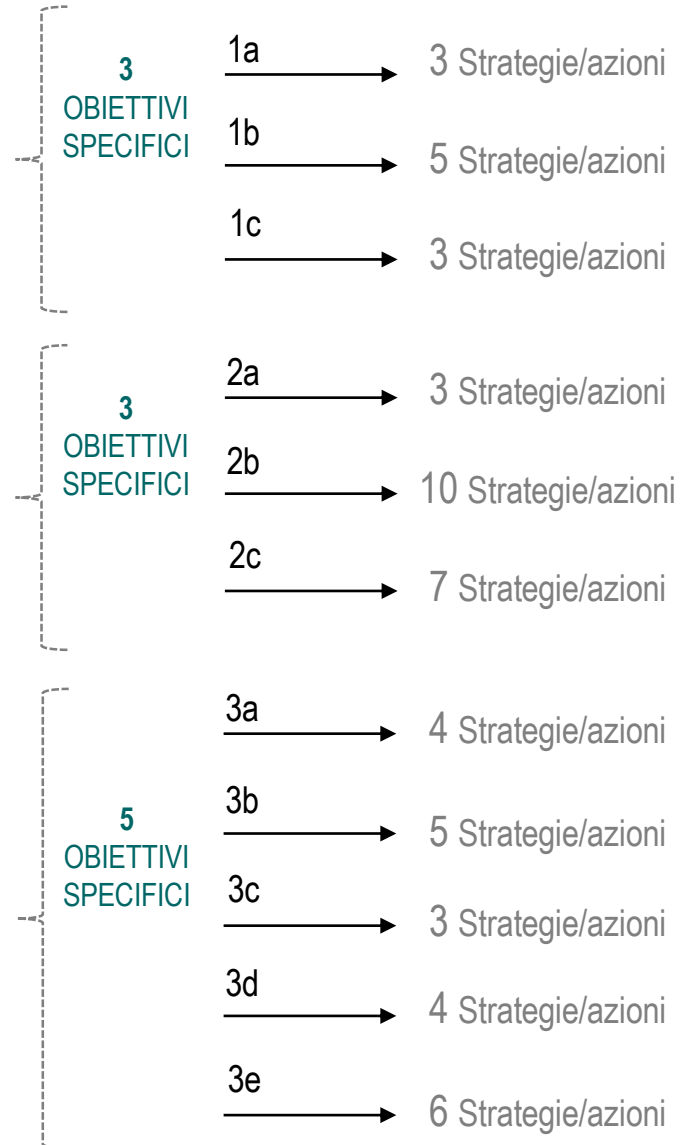 3
OBIETTIVI
SPECIFICI
1a
3 Strategie/azioni
1b
5 Strategie/azioni
1c
3 Strategie/azioni
3
OBIETTIVI
SPECIFICI
2a
3 Strategie/azioni
2b
10 Strategie/azioni
2c
7 Strategie/azioni
5
OBIETTIVI
SPECIFICI
3a
4 Strategie/azioni
3b
5 Strategie/azioni
3c
3 Strategie/azioni
3d
4 Strategie/azioni
3e
6 Strategie/azioni